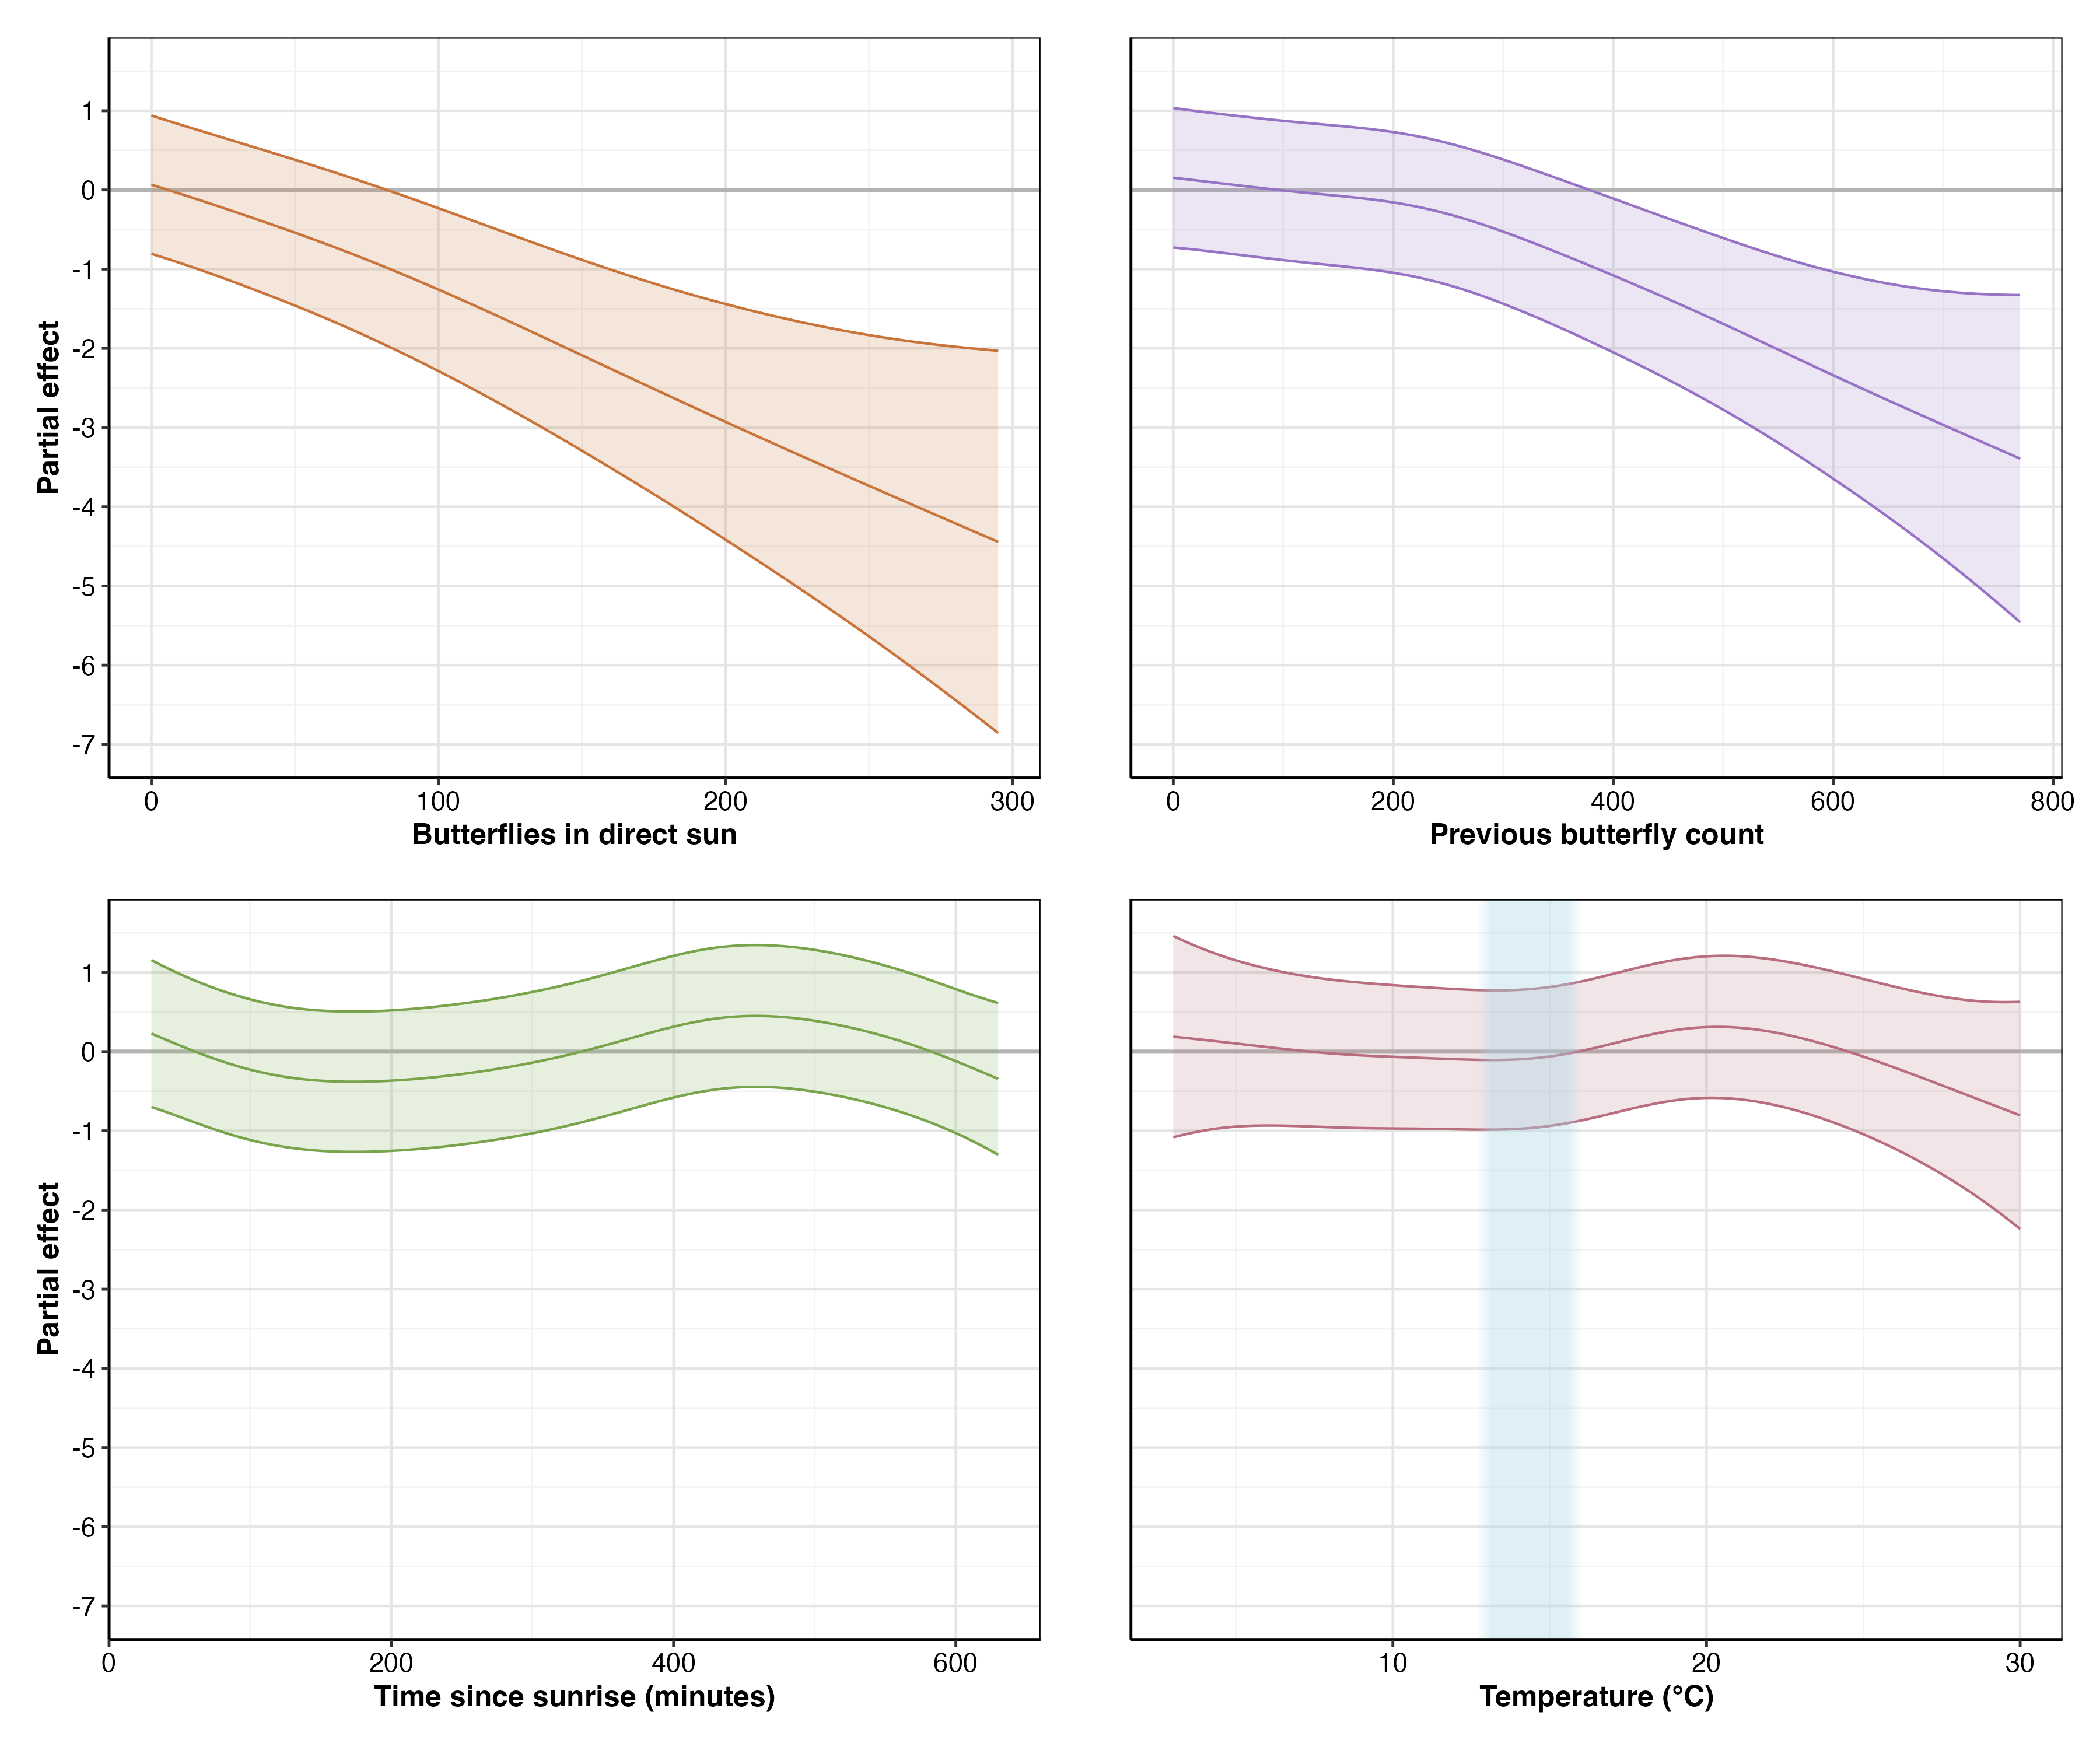 Partial effect
1
0
-1
-2
-3
-4
-5
-6
-7
0 100 200 300
Butterflies in direct sun
0 200 400 600 800
Previous butterfly count
Partial effect
1
0
-1
-2
-3
-4
-5
-6
-7
0 200 400 600
Time since sunrise (minutes)
10 20 30
Temperature (°C)